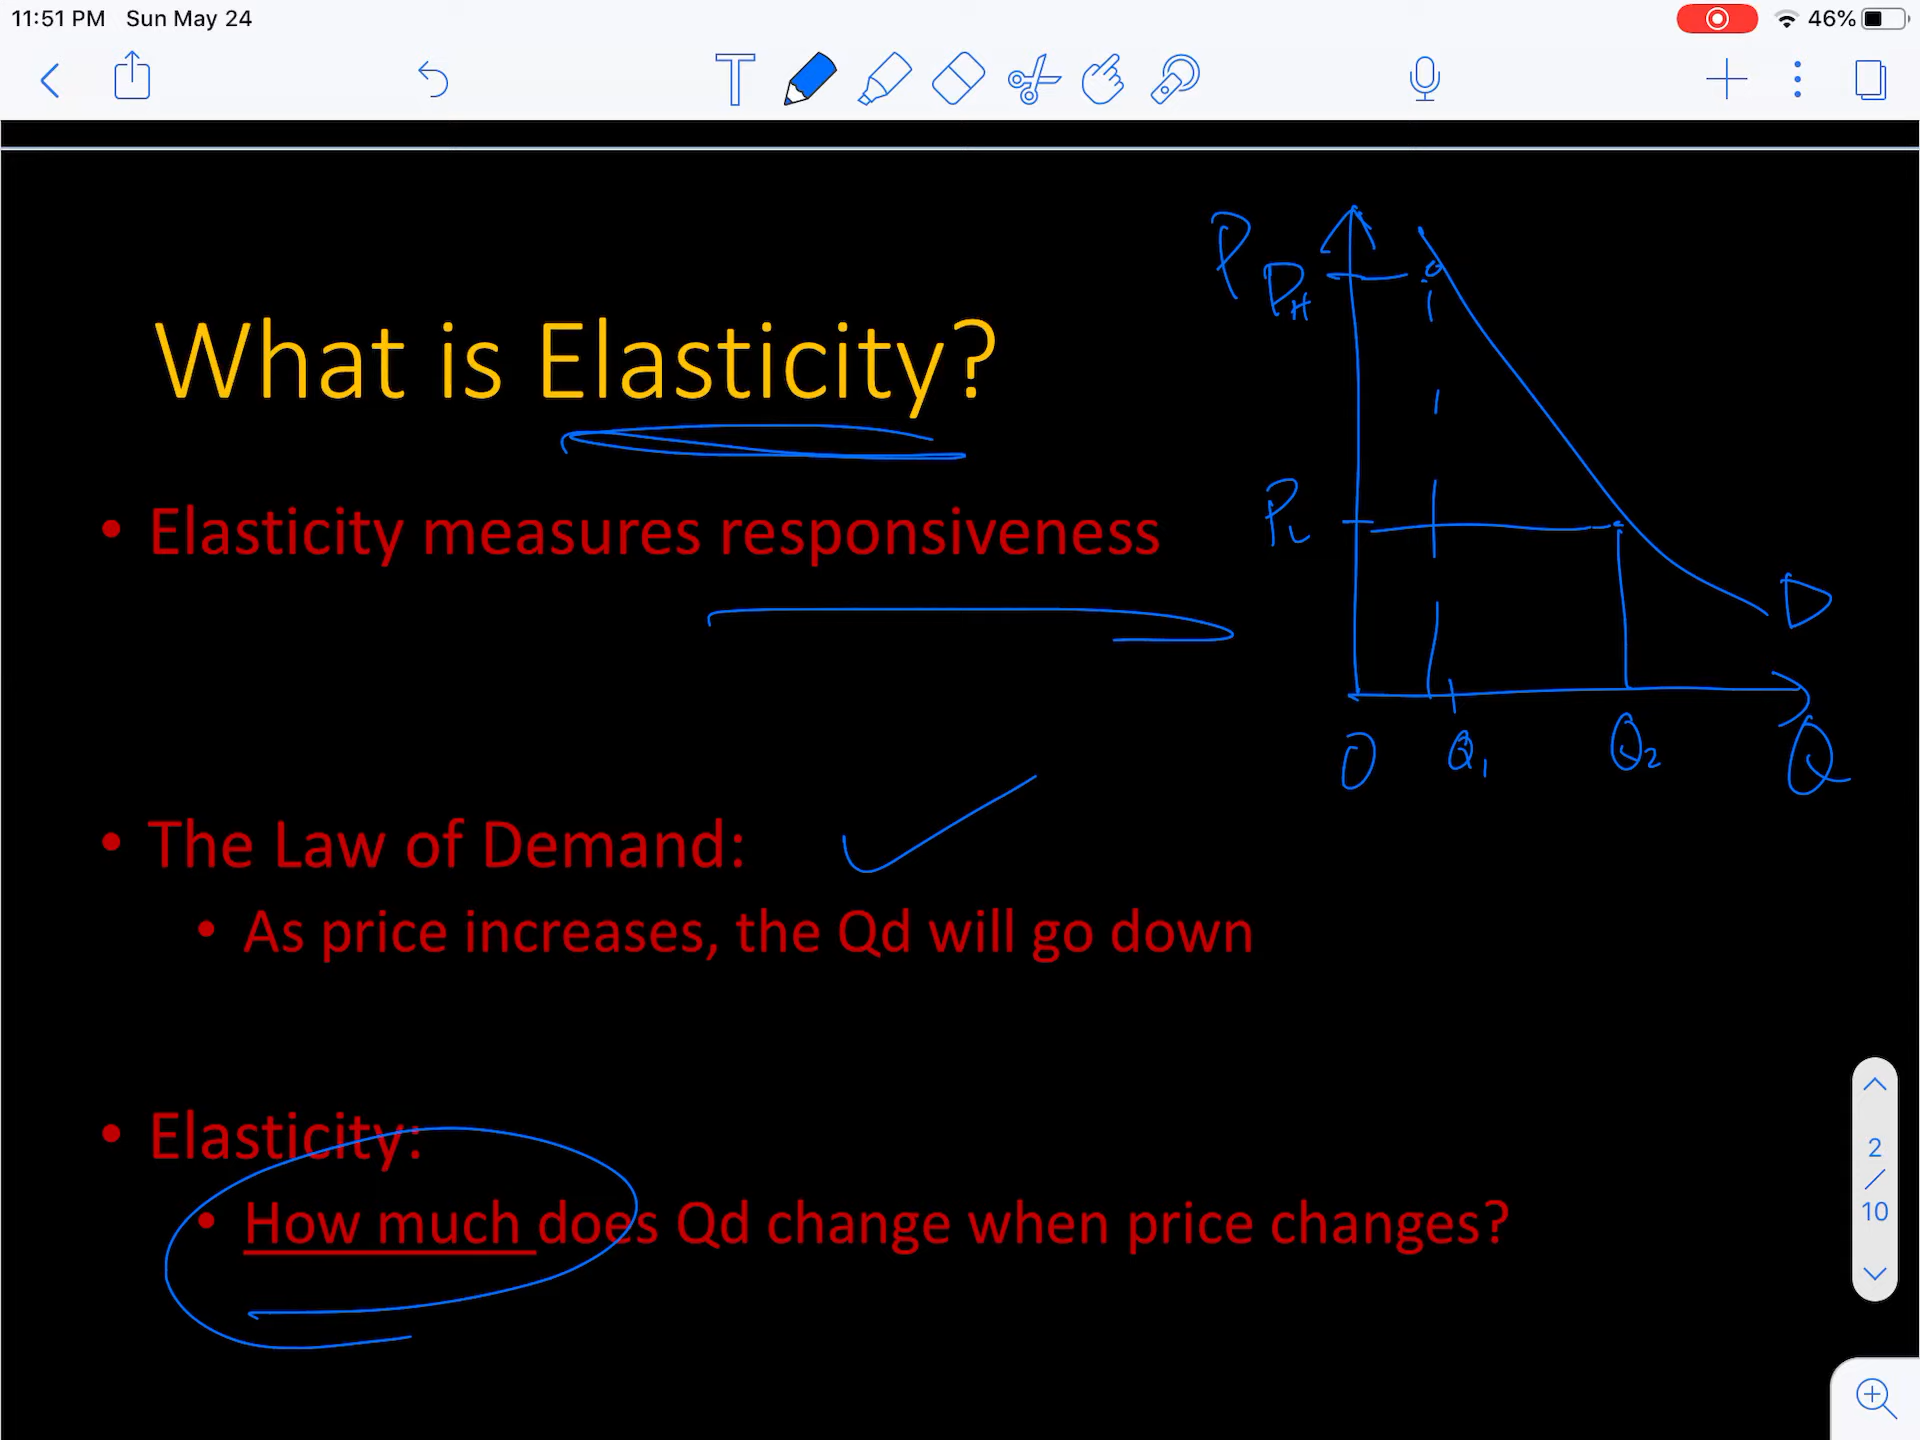 11:51 PM Sun May 24
46%
T
P
P_H
What is Elasticity?
• Elasticity measures responsiveness
P_L
D
O
Q₁
Q₂
Q
• The Law of Demand:
• As price increases, the Qd will go down
• Elasticity:
• How much does Qd change when price changes?
2
/
10